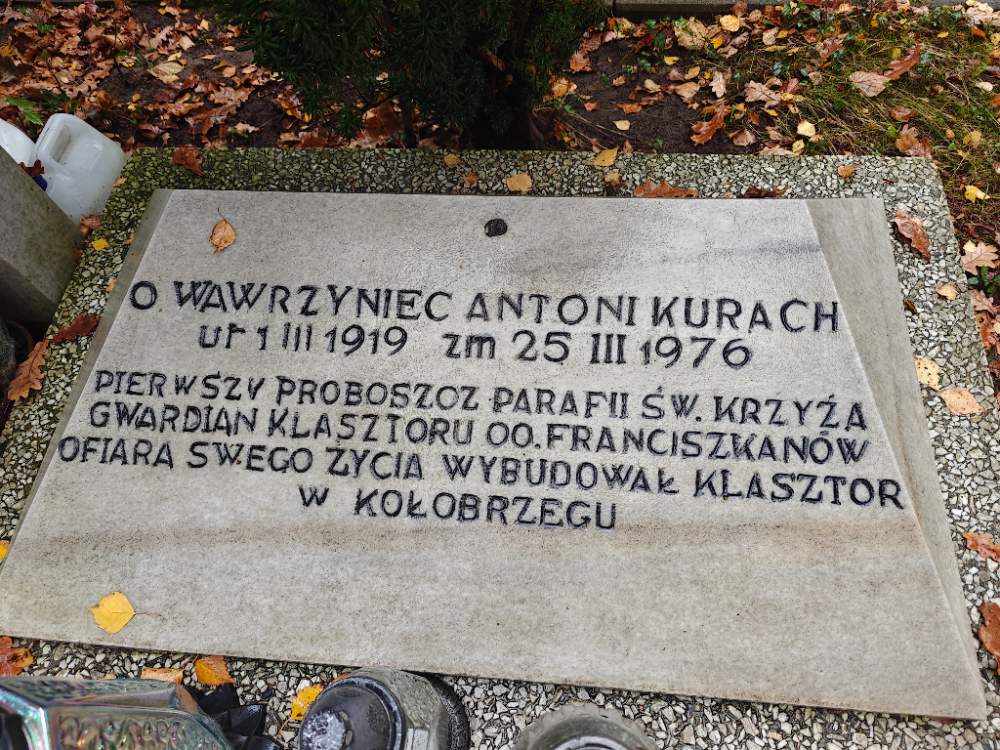 O WAWRZYNIEC ANTONI KURACH
ur 1 III 1919 zm 25 III 1976
PIERWSZY PROBOSZCZ PARAFII ŚW. KRZYŻA
GWARDIAN KLASZTORU OO. FRANCISZKANÓW
OFIARA SWEGO ŻYCIA WYBUDOWAŁ KLASZTOR
W KOŁOBRZEGU